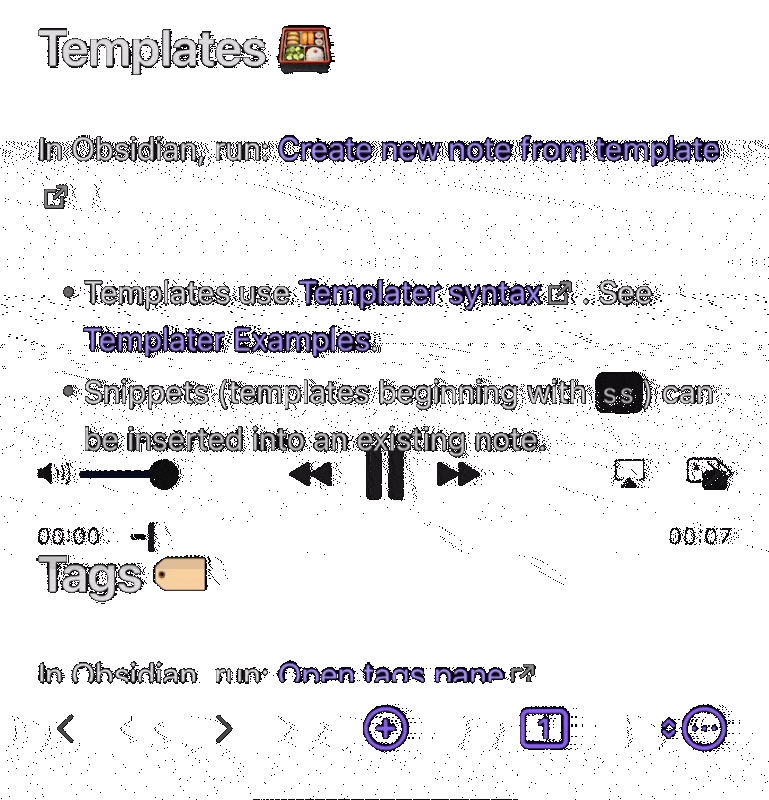 Templates 🍱
In Obsidian, run: Create new note from template
• Templates use Templater syntax . See
Templater Examples.
• Snippets (templates beginning with ss) can
be inserted into an existing note.
00:00 00:07
Tags 🏷️
In Obsidian, run: Open tags pane
1